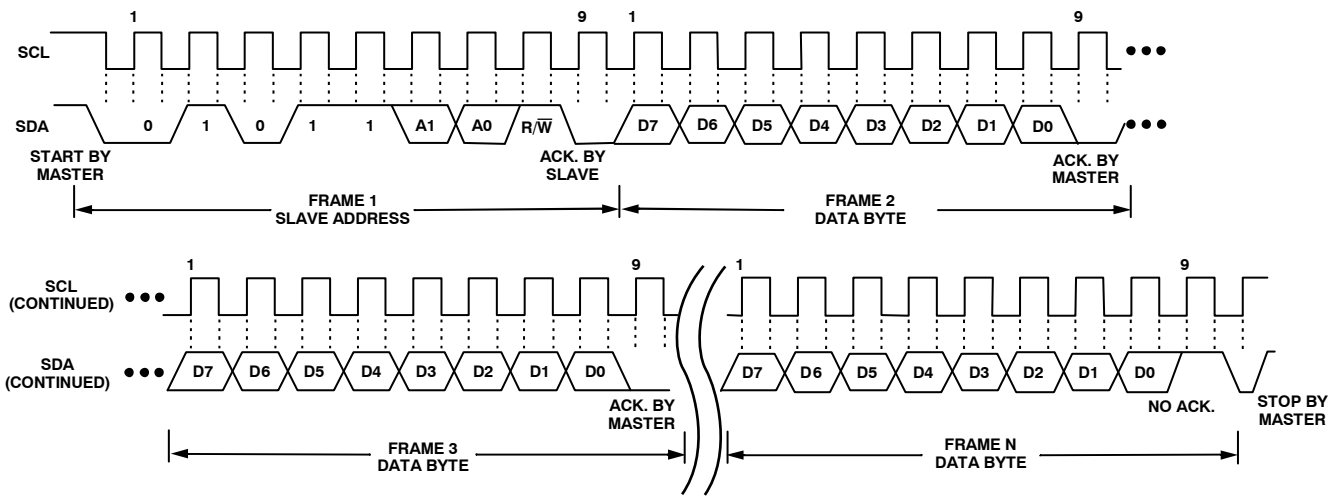 1 9 1 9
SCL
SDA 0 1 0 1 1 A1 A0 R/W̅ D7 D6 D5 D4 D3 D2 D1 D0
START BY
MASTER
ACK. BY
SLAVE
ACK. BY
MASTER
FRAME 1
SLAVE ADDRESS
FRAME 2
DATA BYTE
1 9 1 9
SCL
(CONTINUED)
SDA
(CONTINUED)
D7 D6 D5 D4 D3 D2 D1 D0 D7 D6 D5 D4 D3 D2 D1 D0
ACK. BY
MASTER
NO ACK.
STOP BY
MASTER
FRAME 3
DATA BYTE
FRAME N
DATA BYTE